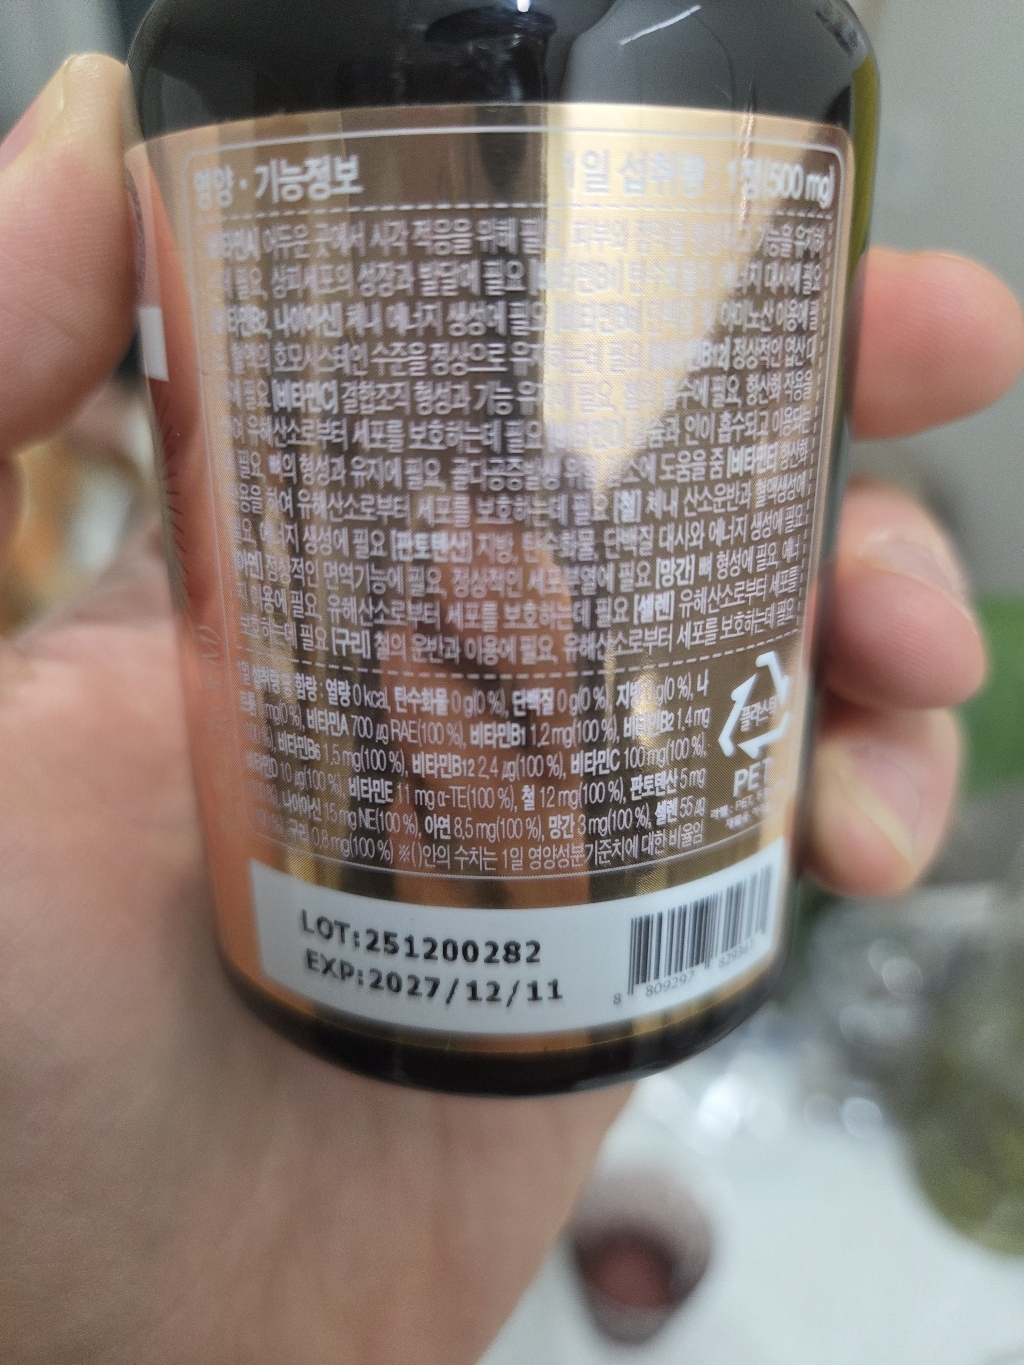 영양·기능정보 1일 섭취량 : 1정(500 mg)
어두운 곳에서 시각 적응을 위해 필요, 피부와 점막을 형성하고 기능을 유지하
필요, 상피세포의 성장과 발달에 필요 [비타민B1] 탄수화물과 에너지 대사에 필요
[비타민B2, 나이아신] 체내 에너지 생성에 필요 단백질 및 아미노산 이용에 필
혈액의 호모시스테인 수준을 정상으로 유지하는데 필요 [비타민B12] 정상적인 엽산 대
에 필요 [비타민C] 결합조직 형성과 기능 유지에 필요, 철의 흡수에 필요, 항산화 작용을
여 유해산소로부터 세포를 보호하는데 필요 [비타민D] 칼슘과 인이 흡수되고 이용되는
필요, 뼈의 형성과 유지에 필요, 골다공증발생 위험 감소에 도움을 줌 [비타민E] 항산화
작용을 하여 유해산소로부터 세포를 보호하는데 필요 [철] 체내 산소운반과 혈액생성에
필요, 에너지 생성에 필요 [판토텐산] 지방, 탄수화물, 단백질 대사와 에너지 생성에 필요
[아연] 정상적인 면역기능에 필요, 정상적인 세포분열에 필요 [망간] 뼈 형성에 필요, 에너
지 이용에 필요, 유해산소로부터 세포를 보호하는데 필요 [셀렌] 유해산소로부터 세포를
보호하는데 필요 [구리] 철의 운반과 이용에 필요, 유해산소로부터 세포를 보호하는데 필요
1일 섭취량당 함량 : 열량 0 kcal, 탄수화물 0 g(0 %), 단백질 0 g(0 %), 지방 0 g(0 %), 나
mg(0 %), 비타민A 700 μg RAE(100 %), 비타민B1 1.2 mg(100 %), 비타민B2 1.4 mg
비타민B6 1.5 mg(100 %), 비타민B12 2.4 μg(100 %), 비타민C 100 mg(100 %),
비타민D 10 μg(100 %), 비타민E 11 mg α-TE(100 %), 철 12 mg(100 %), 판토텐산 5 mg
나이아신 15 mg NE(100 %), 아연 8.5 mg(100 %), 망간 3 mg(100 %), 셀렌 55 μg
구리 0.8 mg(100 %) ※( )안의 수치는 1일 영양성분기준치에 대한 비율임
플라스틱
PET
LOT:251200282
EXP:2027/12/11
8 809297